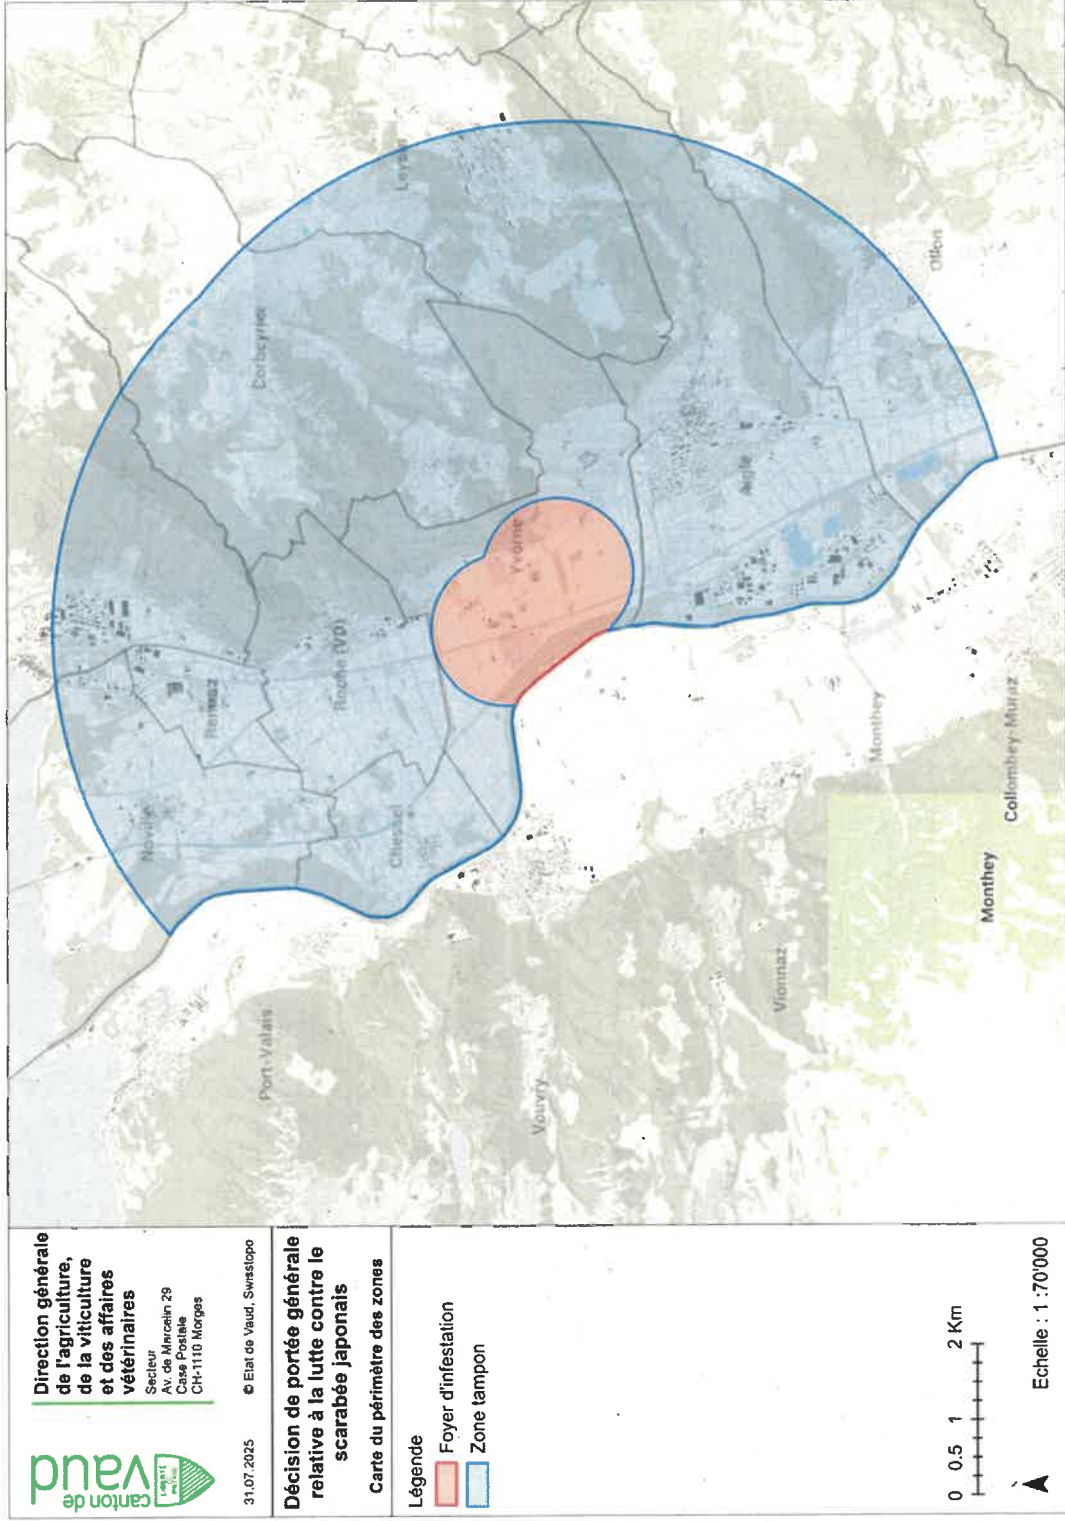 canton de
vaud
LIBERTÉ
ET
PATRIE
Direction générale
de l'agriculture,
de la viticulture
et des affaires
vétérinaires
Secteur
Av. de Marcelin 29
Case Postale
CH-1110 Morges
31.07.2025
© Etat de Vaud, Swisstopo
Décision de portée générale
relative à la lutte contre le
scarabée japonais
Carte du périmètre des zones
Légende
Foyer d'infestation
Zone tampon
0 0.5 1 2 Km
Echelle : 1 :70'000
Noville
Rennaz
Roche (VD)
Chessel
Corbeyrier
Leysin
Yvorne
Aigle
Ollon
Port-Valais
Vouvry
Vionnaz
Monthey
Monthey
Collombey-Muraz